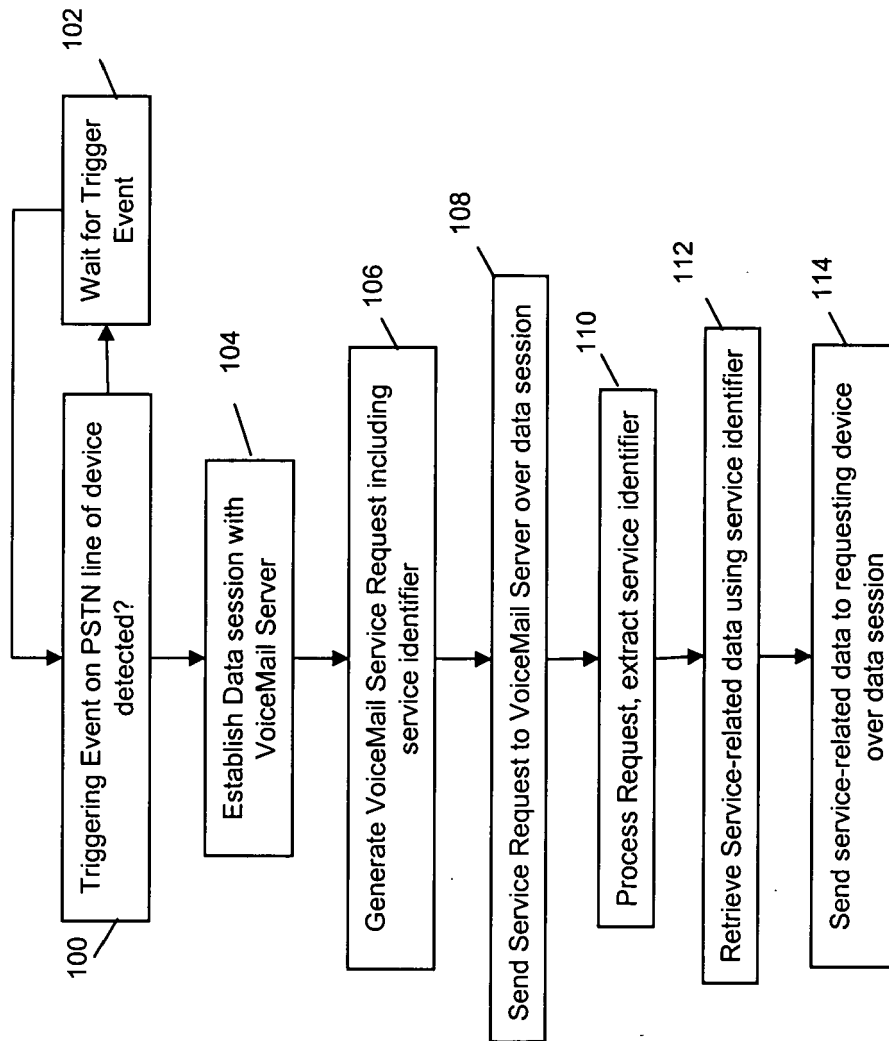 100
Triggering Event on PSTN line of device
detected?
102
Wait for Trigger
Event
104
Establish Data session with
VoiceMail Server
106
Generate VoiceMail Service Request including
service identifier
108
Send Service Request to VoiceMail Server over data session
110
Process Request, extract service identifier
112
Retrieve Service-related data using service identifier
114
Send service-related data to requesting device
over data session